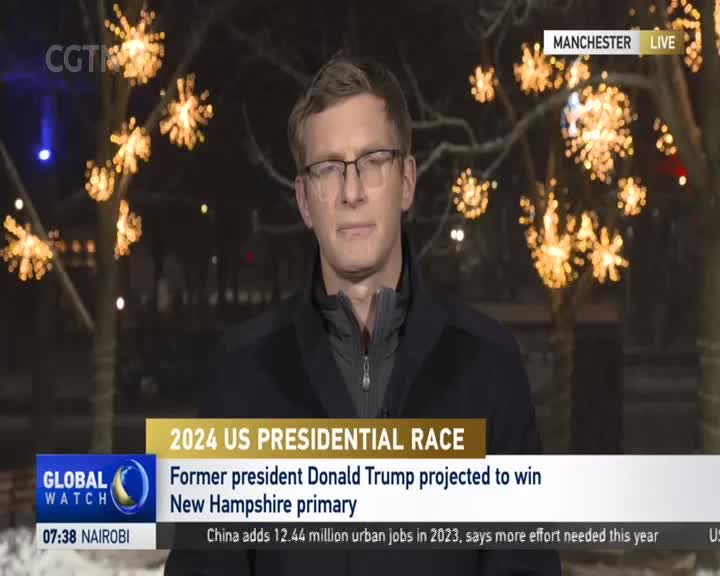 CGTN
MANCHESTER LIVE
2024 US PRESIDENTIAL RACE
Former president Donald Trump projected to win
New Hampshire primary
GLOBAL
WATCH
07:38 NAIROBI
China adds 12.44 million urban jobs in 2023, says more effort needed this year